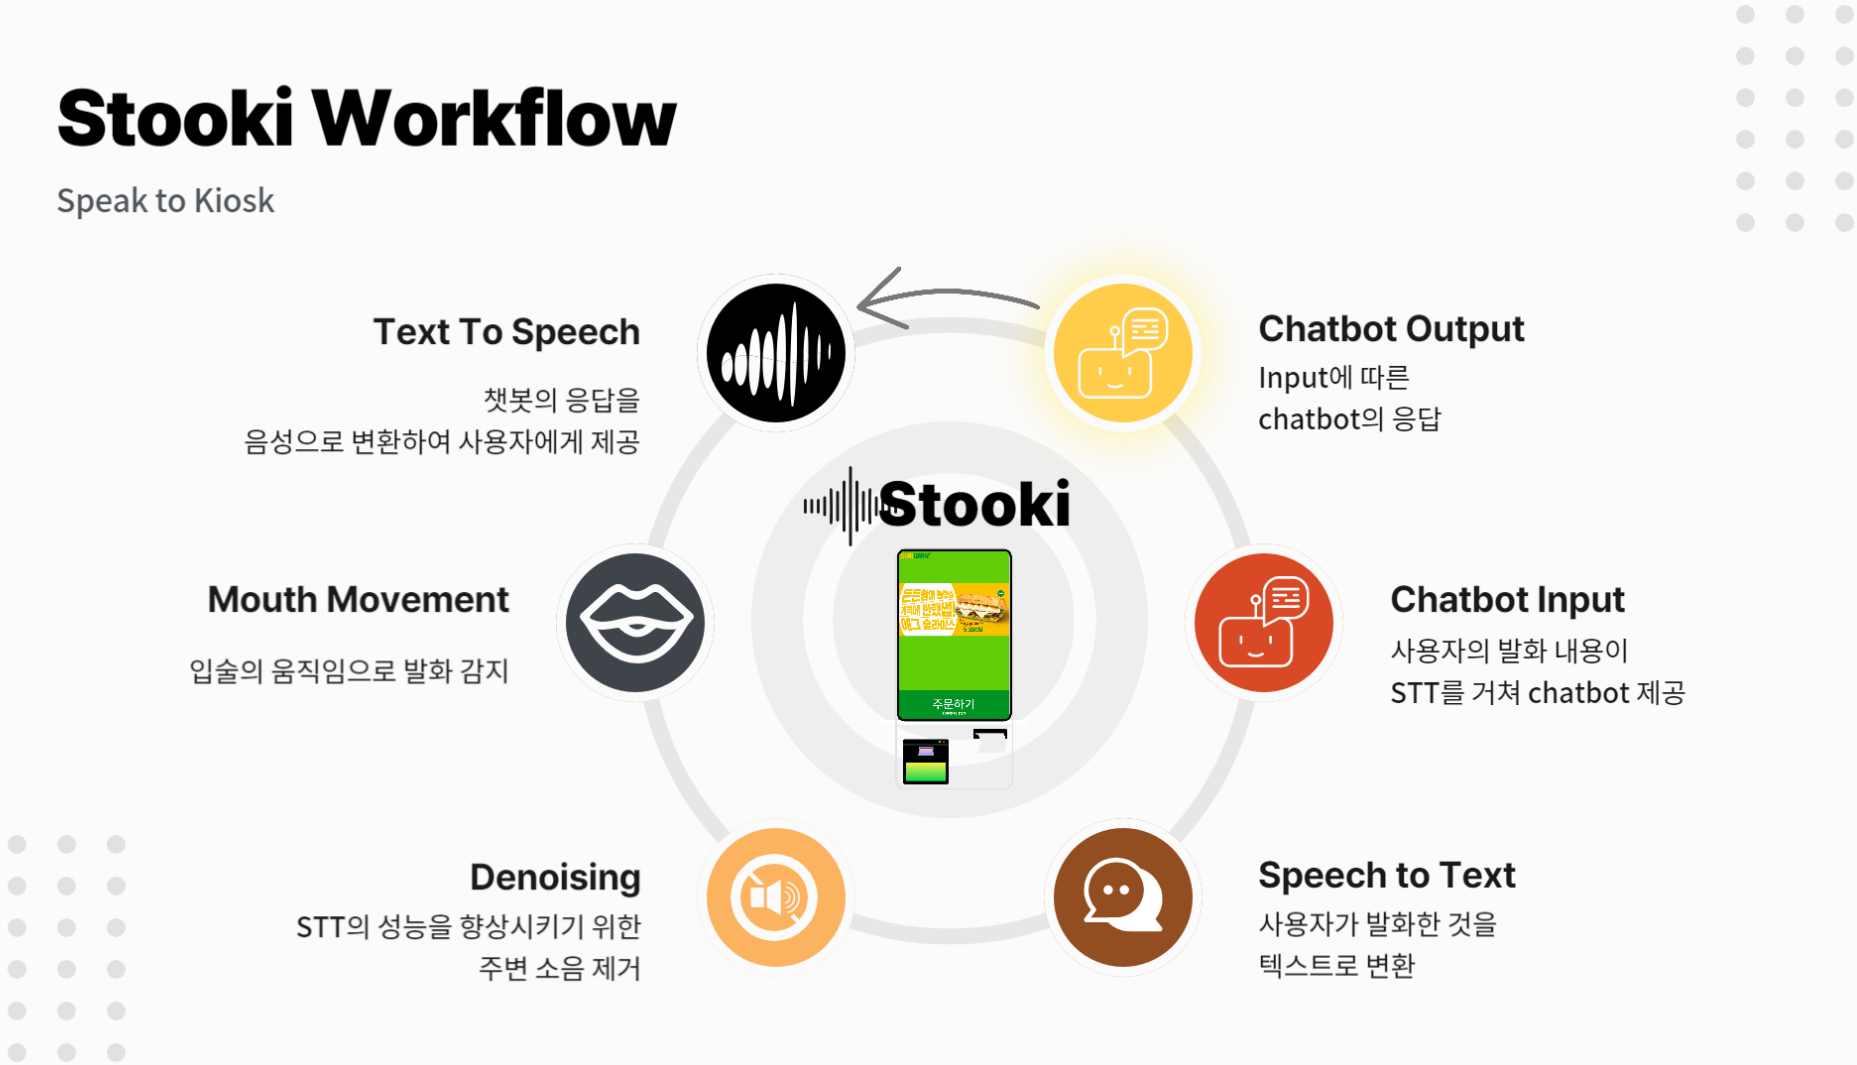 Stooki Workflow
Speak to Kiosk
Text To Speech
챗봇의 응답을
음성으로 변환하여 사용자에게 제공
Chatbot Output
Input에 따른
chatbot의 응답
Stooki
Mouth Movement
입술의 움직임으로 발화 감지
주문하기
Chatbot Input
사용자의 발화 내용이
STT를 거쳐 chatbot 제공
Denoising
STT의 성능을 향상시키기 위한
주변 소음 제거
Speech to Text
사용자가 발화한 것을
텍스트로 변환